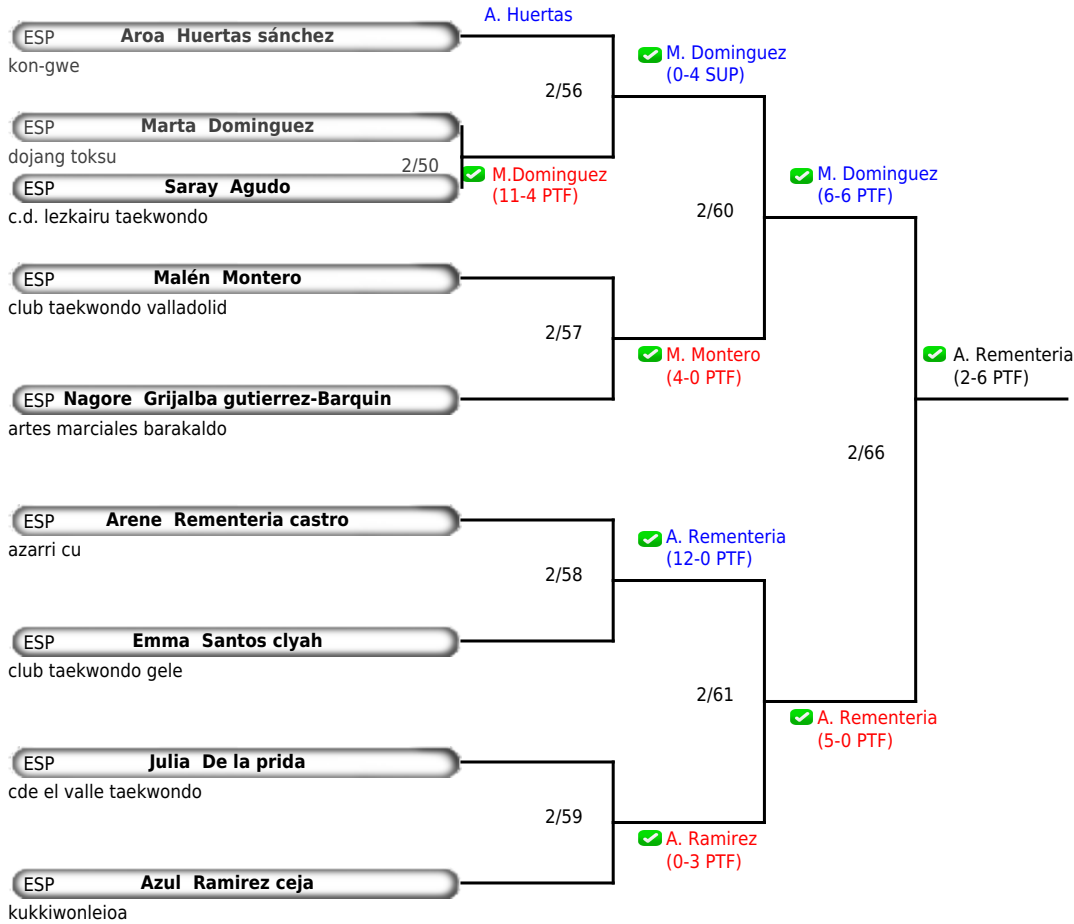 A. Huertas
ESP Aroa Huertas sánchez
kon-gwe
M. Dominguez
(0-4 SUP)
2/56
ESP Marta Dominguez
dojang toksu
2/50
M.Dominguez
(11-4 PTF)
M. Dominguez
(6-6 PTF)
ESP Saray Agudo
c.d. lezkairu taekwondo
2/60
ESP Malén Montero
club taekwondo valladolid
2/57
M. Montero
(4-0 PTF)
A. Rementeria
(2-6 PTF)
ESP Nagore Grijalba gutierrez-Barquin
artes marciales barakaldo
2/66
ESP Arene Rementeria castro
azarri cu
A. Rementeria
(12-0 PTF)
2/58
ESP Emma Santos clyah
club taekwondo gele
2/61
A. Rementeria
(5-0 PTF)
ESP Julia De la prida
cde el valle taekwondo
2/59
A. Ramirez
(0-3 PTF)
ESP Azul Ramirez ceja
kukkiwonleioa